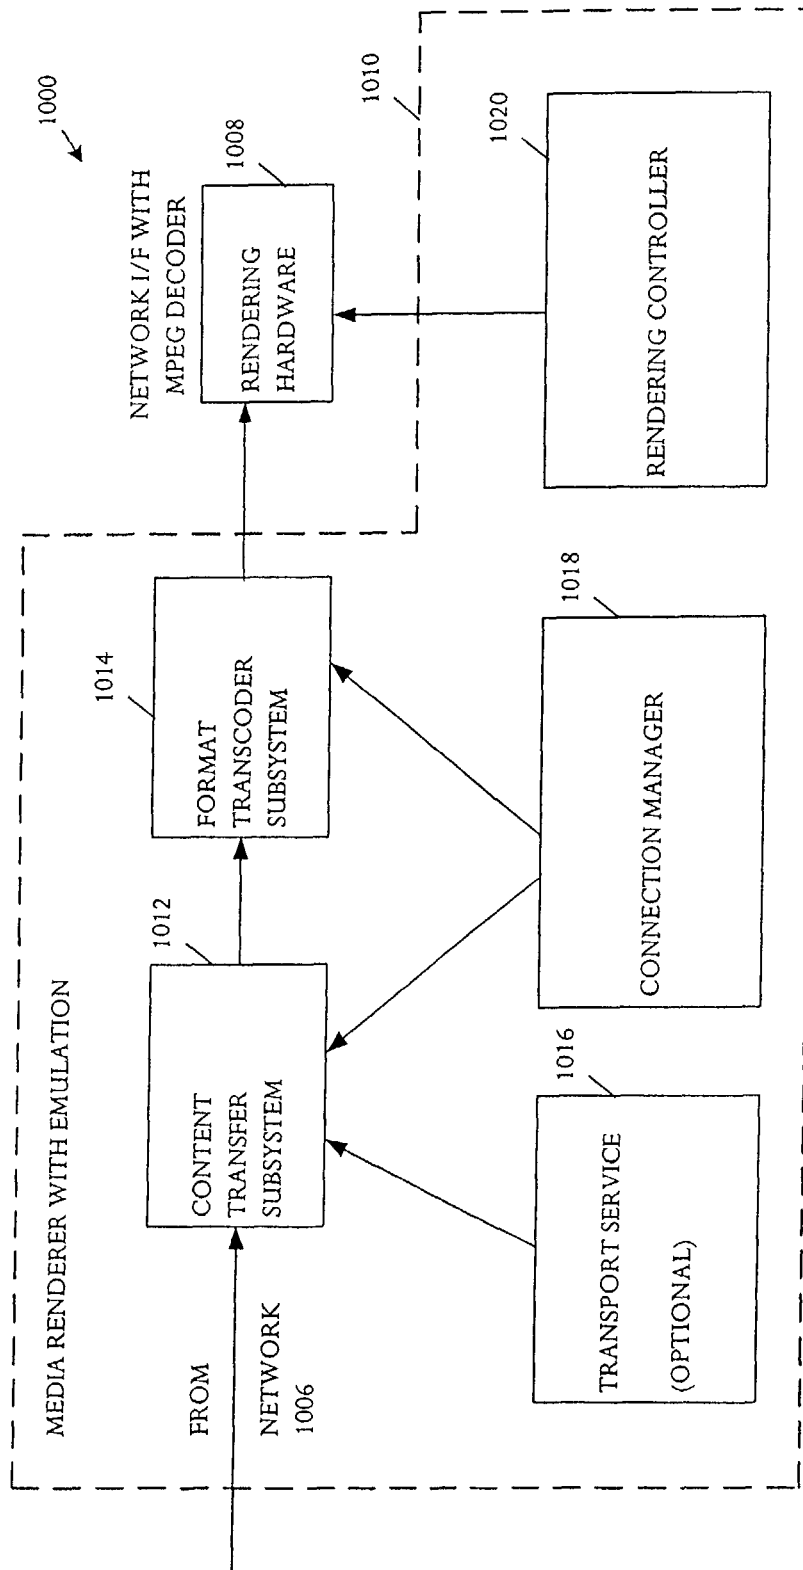 1000
NETWORK I/F WITH
MPEG DECODER
1008
RENDERING
HARDWARE
MEDIA RENDERER WITH EMULATION
1010
1012
CONTENT
TRANSFER
SUBSYSTEM
1014
FORMAT
TRANSCODER
SUBSYSTEM
FROM
NETWORK
1006
1016
TRANSPORT SERVICE
(OPTIONAL)
1018
CONNECTION MANAGER
1020
RENDERING CONTROLLER